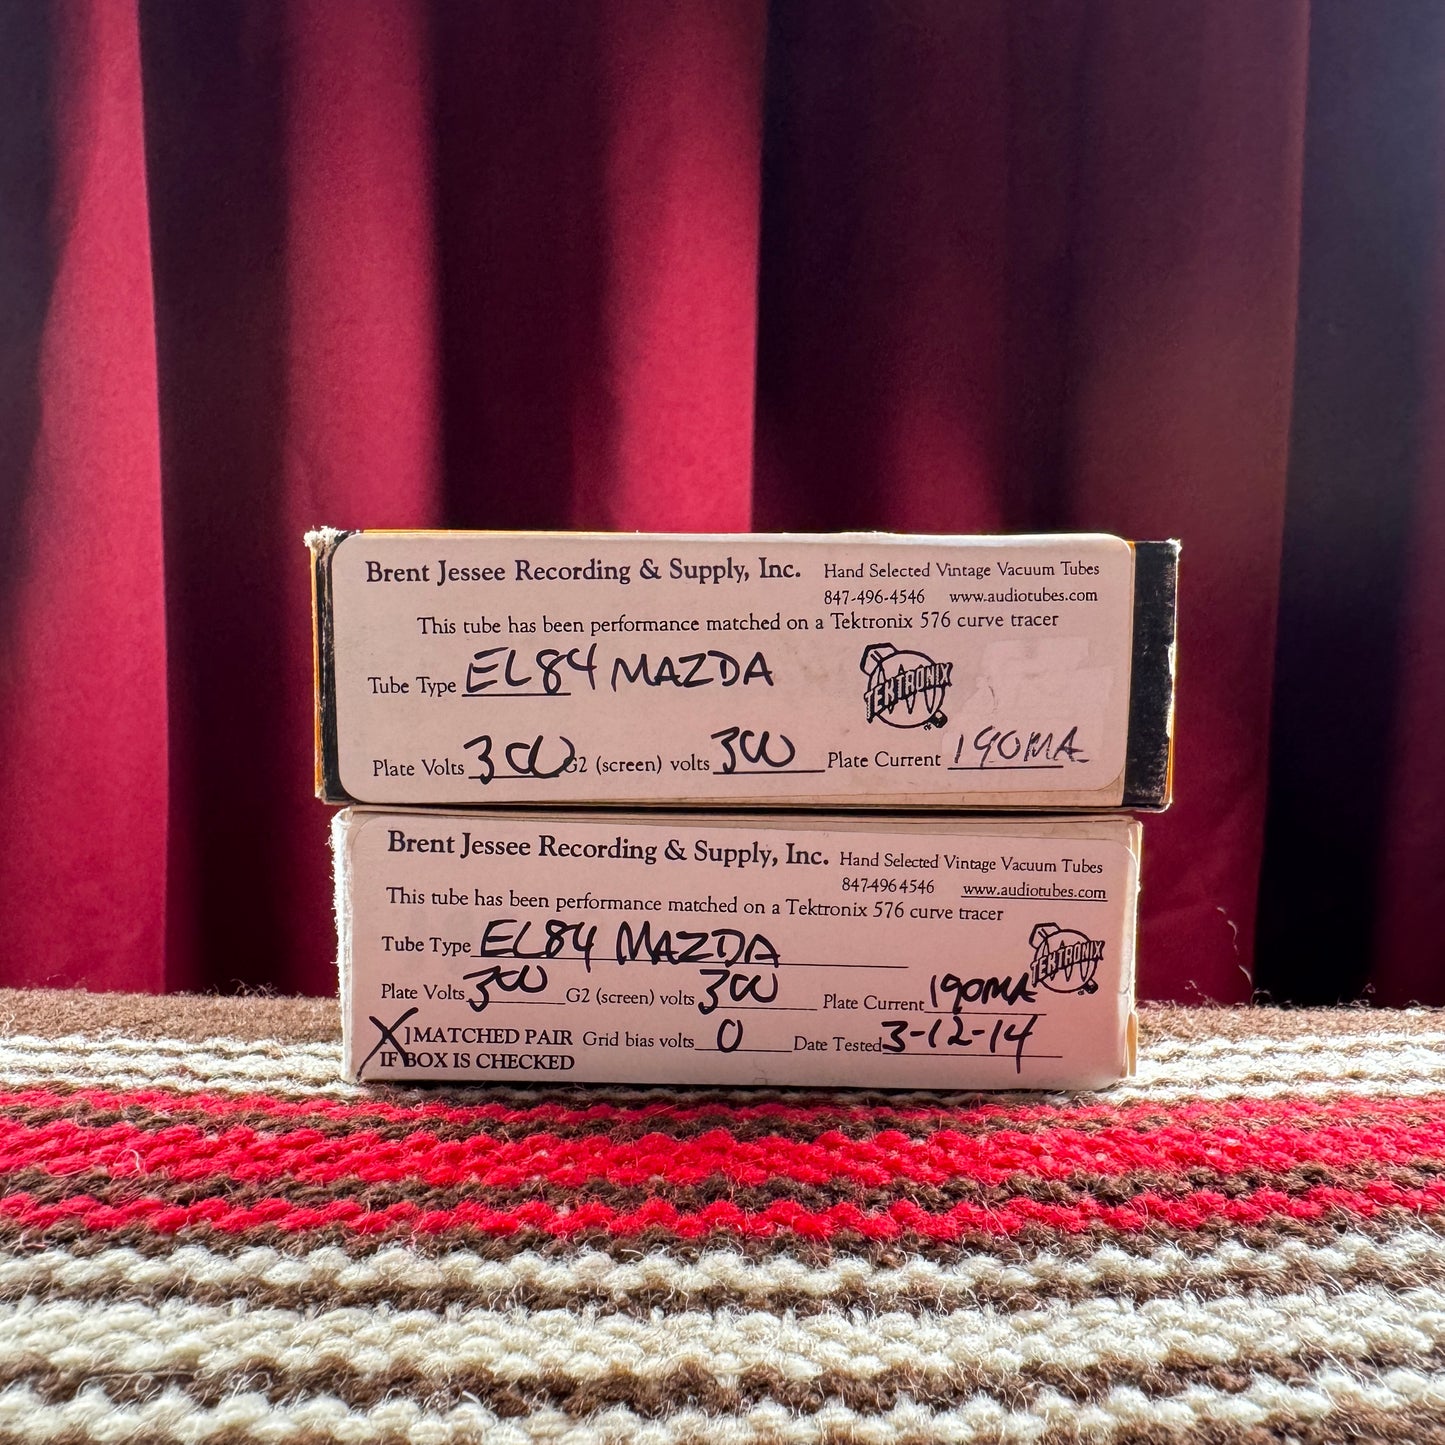 Brent Jessee Recording & Supply, Inc. Hand Selected Vintage Vacuum Tubes
847-496-4546 www.audiotubes.com
This tube has been performance matched on a Tektronix 576 curve tracer
Tube Type EL84 MAZDA
TEKTRONIX
Plate Volts 300 G2 (screen) volts 300 Plate Current 190MA
Brent Jessee Recording & Supply, Inc. Hand Selected Vintage Vacuum Tubes
847-496 4546 www.audiotubes.com
This tube has been performance matched on a Tektronix 576 curve tracer
Tube Type EL84 MAZDA
TEKTRONIX
Plate Volts 300 G2 (screen) volts 300 Plate Current 190MA
X ] MATCHED PAIR Grid bias volts 0 Date Tested 3-12-14
IF BOX IS CHECKED